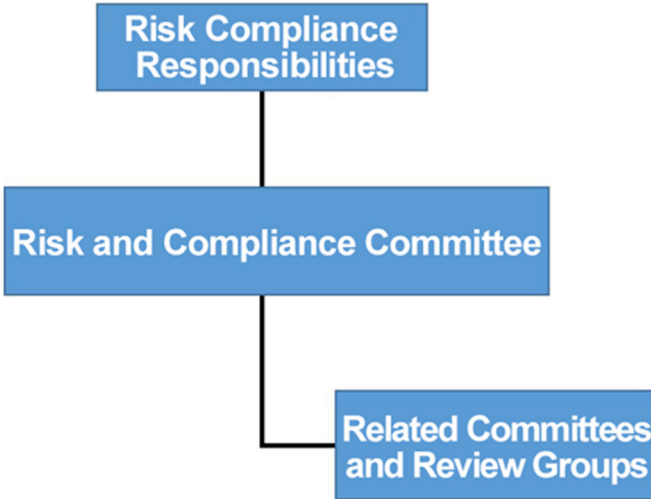 Risk Compliance
Responsibilities
Risk and Compliance Committee
Related Committees
and Review Groups